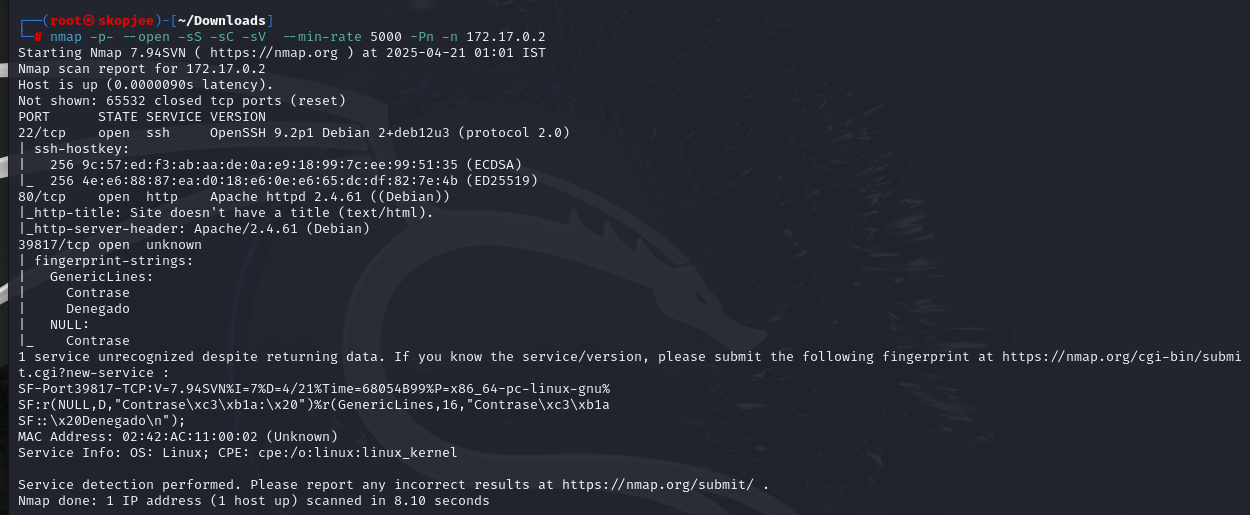 ┌──(root㉿skopjee)-[~/Downloads]
└─# nmap -p- --open -sS -sC -sV  --min-rate 5000 -Pn -n 172.17.0.2
Starting Nmap 7.94SVN ( https://nmap.org ) at 2025-04-21 01:01 IST
Nmap scan report for 172.17.0.2
Host is up (0.0000090s latency).
Not shown: 65532 closed tcp ports (reset)
PORT      STATE SERVICE VERSION
22/tcp    open  ssh     OpenSSH 9.2p1 Debian 2+deb12u3 (protocol 2.0)
| ssh-hostkey:
|   256 9c:57:ed:f3:ab:aa:de:0a:e9:18:99:7c:ee:99:51:35 (ECDSA)
|_  256 4e:e6:88:87:ea:d0:18:e6:0e:e6:65:dc:df:82:7e:4b (ED25519)
80/tcp    open  http    Apache httpd 2.4.61 ((Debian))
|_http-title: Site doesn't have a title (text/html).
|_http-server-header: Apache/2.4.61 (Debian)
39817/tcp open  unknown
| fingerprint-strings:
|   GenericLines:
|     Contrase
|     Denegado
|   NULL:
|_    Contrase
1 service unrecognized despite returning data. If you know the service/version, please submit the following fingerprint at https://nmap.org/cgi-bin/submi
t.cgi?new-service :
SF-Port39817-TCP:V=7.94SVN%I=7%D=4/21%Time=68054B99%P=x86_64-pc-linux-gnu%
SF:r(NULL,D,"Contrase\xc3\xb1a:\x20")%r(GenericLines,16,"Contrase\xc3\xb1a
SF::\x20Denegado\n");
MAC Address: 02:42:AC:11:00:02 (Unknown)
Service Info: OS: Linux; CPE: cpe:/o:linux:linux_kernel

Service detection performed. Please report any incorrect results at https://nmap.org/submit/ .
Nmap done: 1 IP address (1 host up) scanned in 8.10 seconds